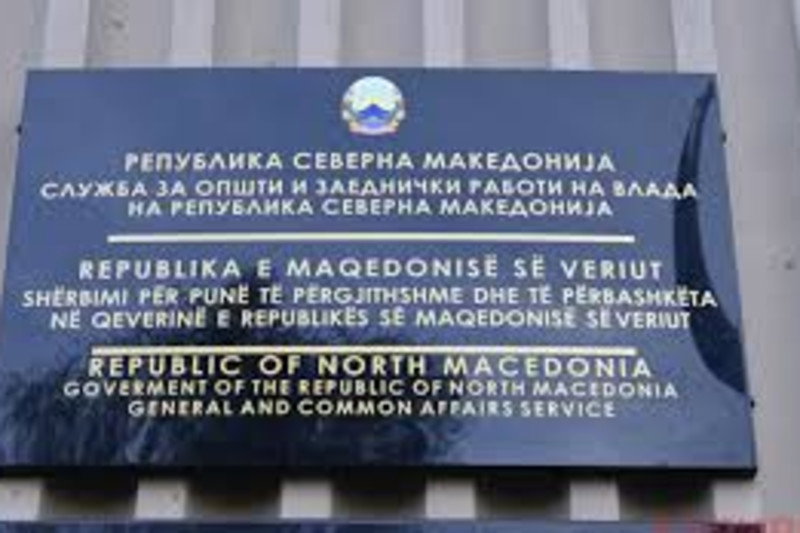 РЕПУБЛИКА СЕВЕРНА МАКЕДОНИЈА
СЛУЖБА ЗА ОПШТИ И ЗАЕДНИЧКИ РАБОТИ НА ВЛАДА
НА РЕПУБЛИКА СЕВЕРНА МАКЕДОНИЈА
REPUBLIKA E MAQEDONISË SË VERIUT
SHËRBIMI PËR PUNË TË PËRGJITHSHME DHE TË PËRBASHKËTA
NË QEVERINË E REPUBLIKËS SË MAQEDONISË SË VERIUT
REPUBLIC OF NORTH MACEDONIA
GOVERMENT OF THE REPUBLIC OF NORTH MACEDONIA
GENERAL AND COMMON AFFAIRS SERVICE